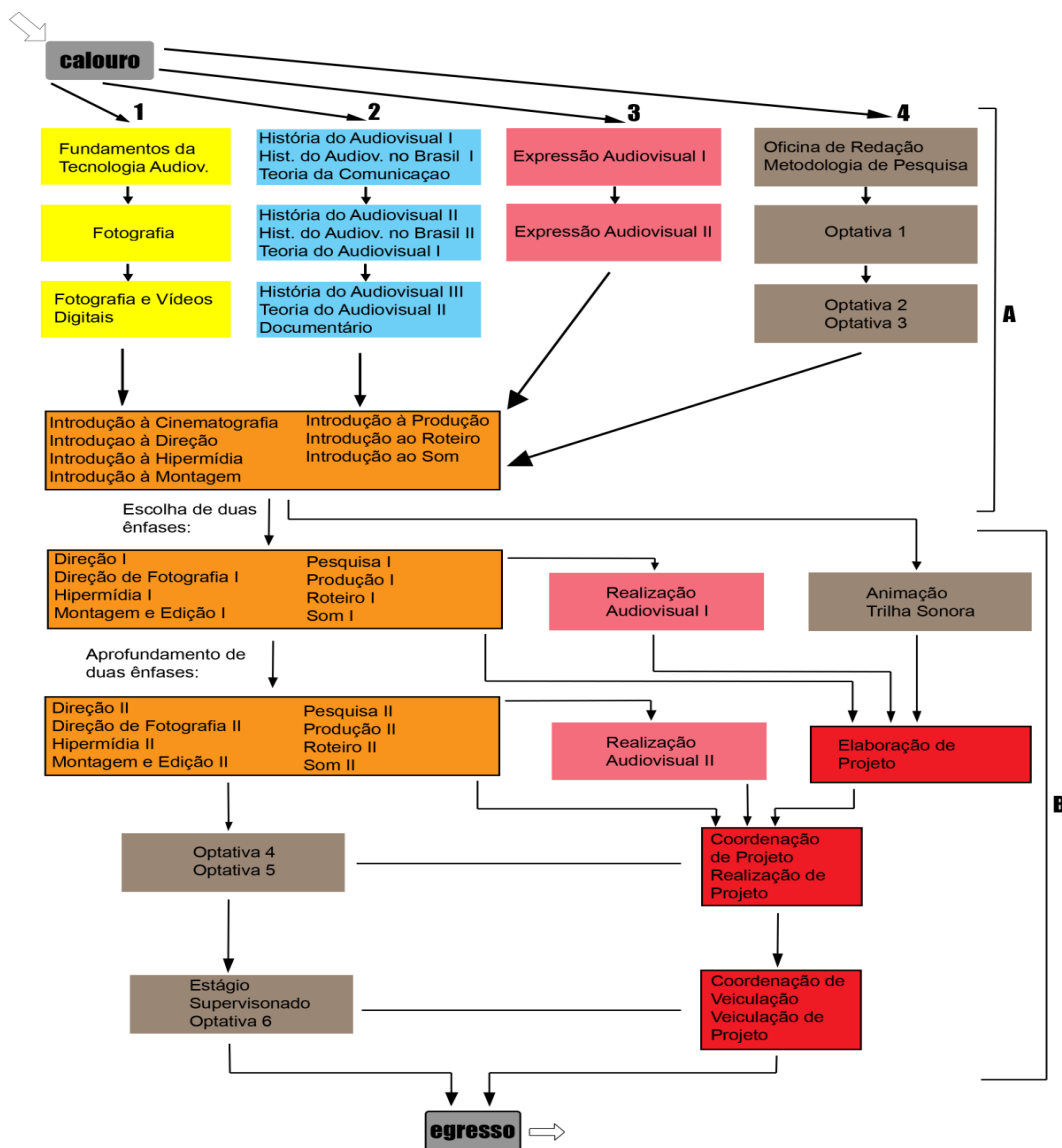 calouro
1
2
3
4
Fundamentos da
Tecnologia Audiov.
História do Audiovisual I
Hist. do Audiov. no Brasil I
Teoria da Comunicaçao
Expressão Audiovisual I
Oficina de Redação
Metodologia de Pesquisa
Fotografia
História do Audiovisual II
Hist. do Audiov. no Brasil II
Teoria do Audiovisual I
Expressão Audiovisual II
Optativa 1
Fotografia e Vídeos
Digitais
História do Audiovisual III
Teoria do Audiovisual II
Documentário
Optativa 2
Optativa 3
A
Introdução à Cinematografia
Introduçao à Direção
Introdução à Hipermídia
Introdução à Montagem
Introdução à Produção
Introdução ao Roteiro
Introdução ao Som
Escolha de duas
ênfases:
Direção I
Direção de Fotografia I
Hipermídia I
Montagem e Edição I
Pesquisa I
Produção I
Roteiro I
Som I
Realização
Audiovisual I
Animação
Trilha Sonora
Aprofundamento de
duas ênfases:
Direção II
Direção de Fotografia II
Hipermídia II
Montagem e Edição II
Pesquisa II
Produção II
Roteiro II
Som II
Realização
Audiovisual II
Elaboração de
Projeto
B
Optativa 4
Optativa 5
Coordenação
de Projeto
Realização de
Projeto
Estágio
Supervisonado
Optativa 6
Coordenação de
Veiculação
Veiculação de
Projeto
egresso